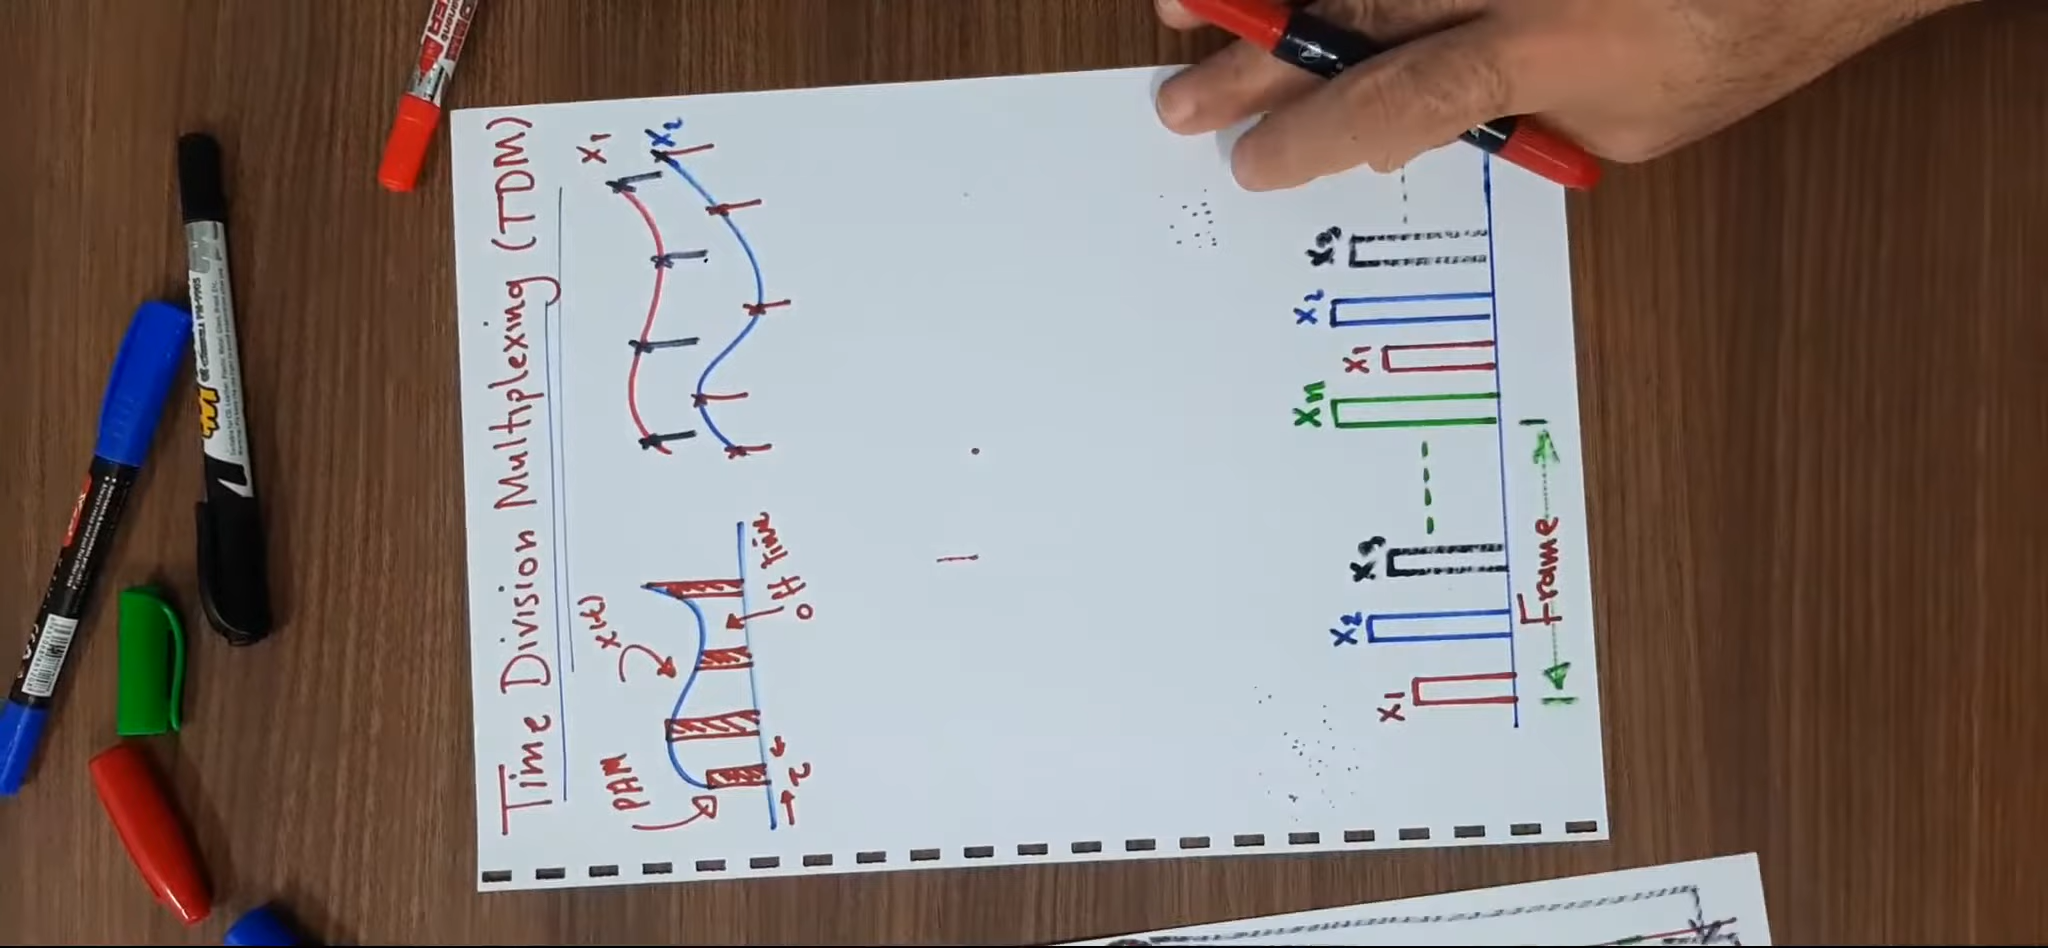 Time Division Multiplexing (TDM)
PAM
x(t)
τ
off Time
X1
X2
X1
X2
X3
Xn
X1
X2
X3
Frame